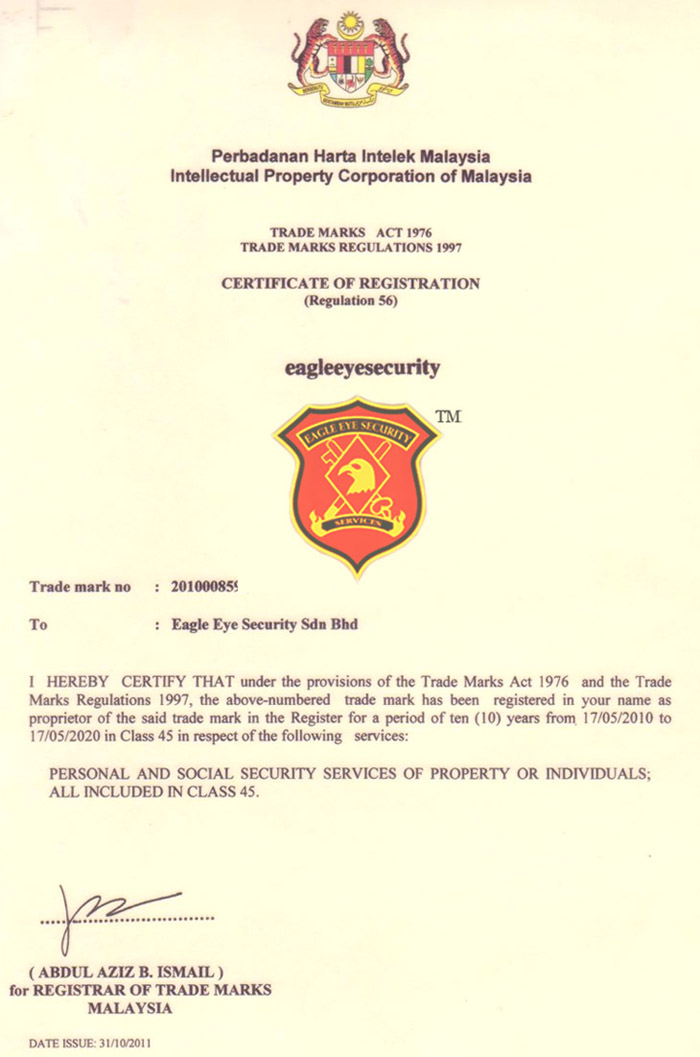 Perbadanan Harta Intelek Malaysia
Intellectual Property Corporation of Malaysia
TRADE MARKS ACT 1976
TRADE MARKS REGULATIONS 1997
CERTIFICATE OF REGISTRATION
(Regulation 56)
eagleeyesecurity
TM
EAGLE EYE SECURITY
SERVICES
Trade mark no :
To : Eagle Eye Security Sdn Bhd
I HEREBY CERTIFY THAT under the provisions of the Trade Marks Act 1976 and the Trade
Marks Regulations 1997, the above-numbered trade mark has been registered in your name as
proprietor of the said trade mark in the Register for a period of ten (10) years from 17/05/2010 to
17/05/2020 in Class 45 in respect of the following services:
PERSONAL AND SOCIAL SECURITY SERVICES OF PROPERTY OR INDIVIDUALS;
ALL INCLUDED IN CLASS 45.
( ABDUL AZIZ B. ISMAIL )
for REGISTRAR OF TRADE MARKS
MALAYSIA
DATE ISSUE: 31/10/2011